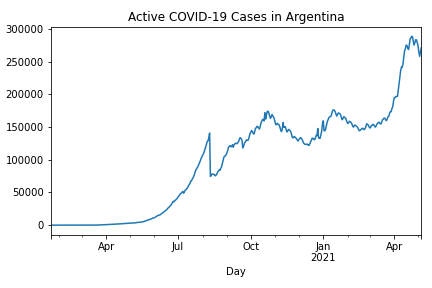 Active COVID-19 Cases in Argentina
300000
250000
200000
150000
100000
50000
0
Apr
Jul
Oct
Jan
2021
Apr
Day